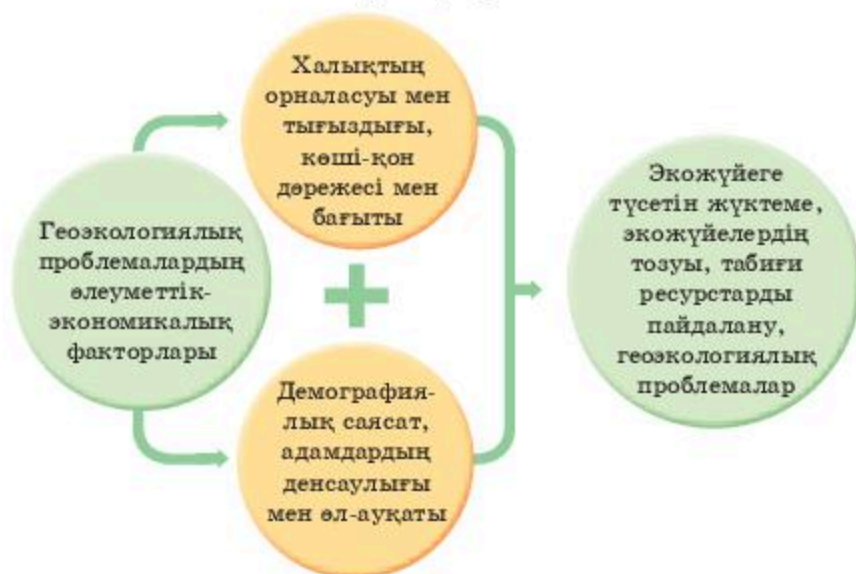 Геоэкологиялық
проблемалардың
әлеуметтік-
экономикалық
факторлары
Халықтың
орналасуы мен
тығыздығы,
көші-қон
дәрежесі мен
бағыты
Демография-
лық саясат,
адамдардың
денсаулығы
мен әл-ауқаты
Экожүйеге
түсетін жүктеме,
экожүйелердің
тозуы, табиғи
ресурстарды
пайдалану,
геоэкологиялық
проблемалар